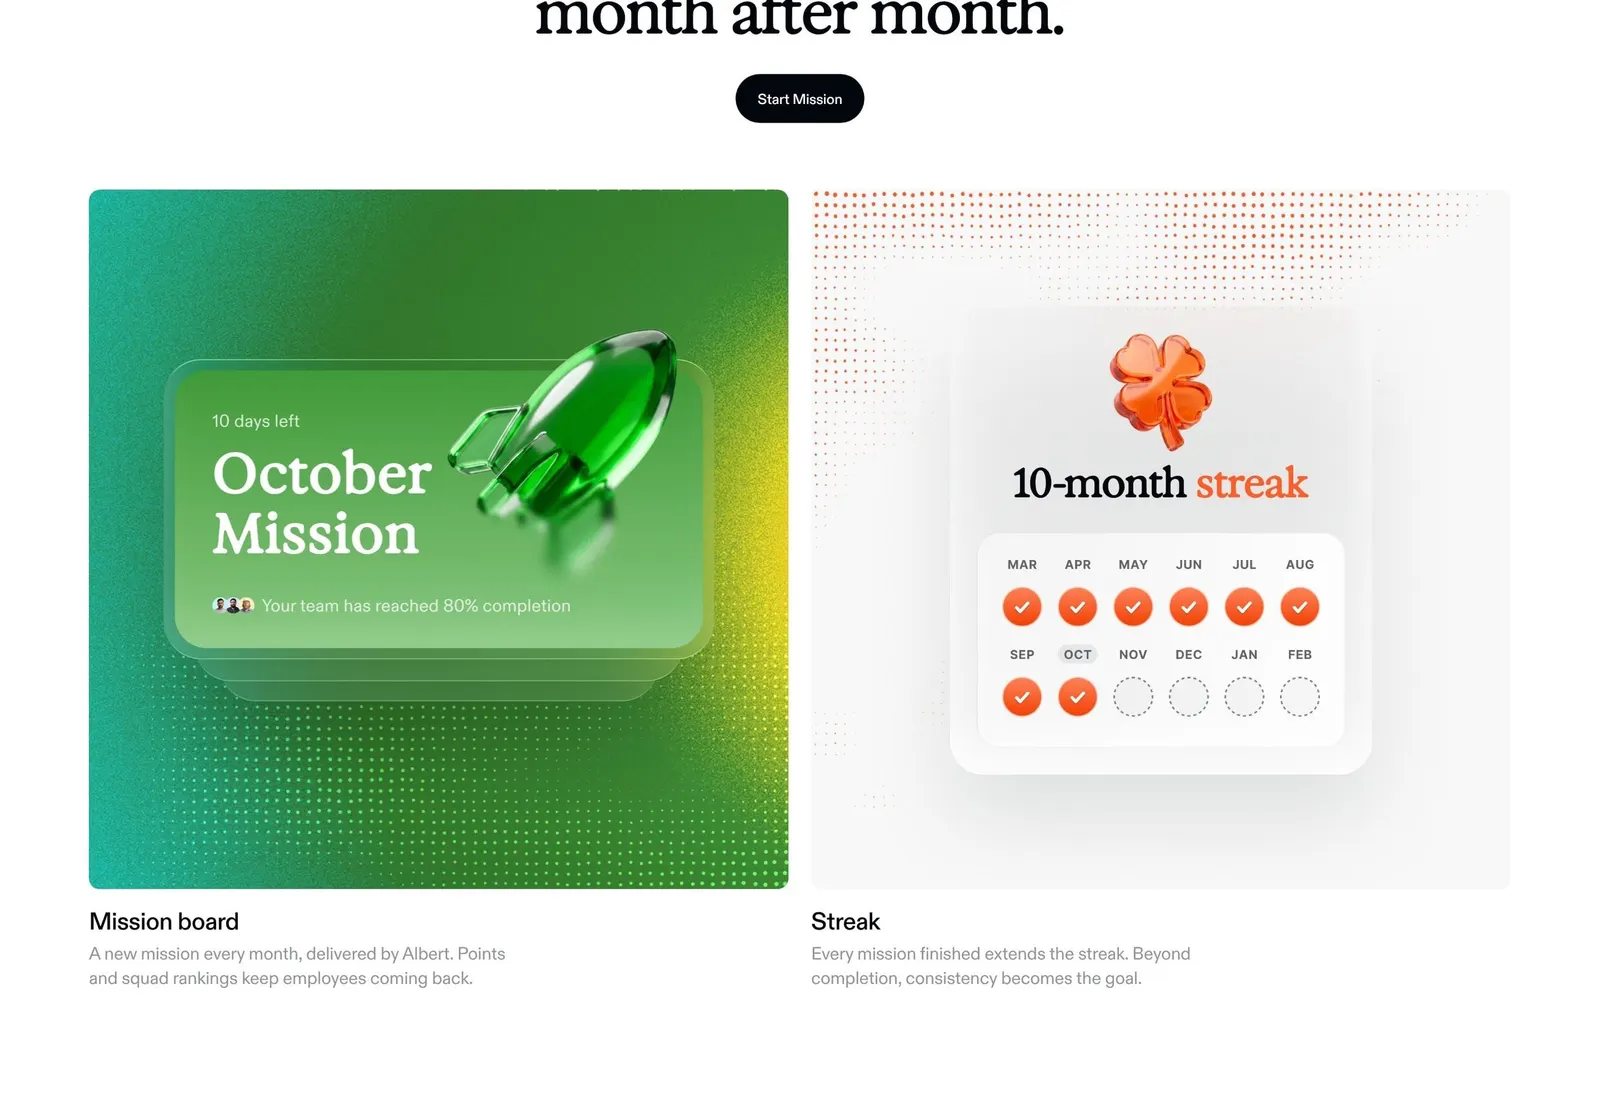 month after month.
Start Mission
10 days left
October
Mission
Your team has reached 80% completion
10-month streak
MAR APR MAY JUN JUL AUG
SEP OCT NOV DEC JAN FEB
Mission board
A new mission every month, delivered by Albert. Points
and squad rankings keep employees coming back.
Streak
Every mission finished extends the streak. Beyond
completion, consistency becomes the goal.